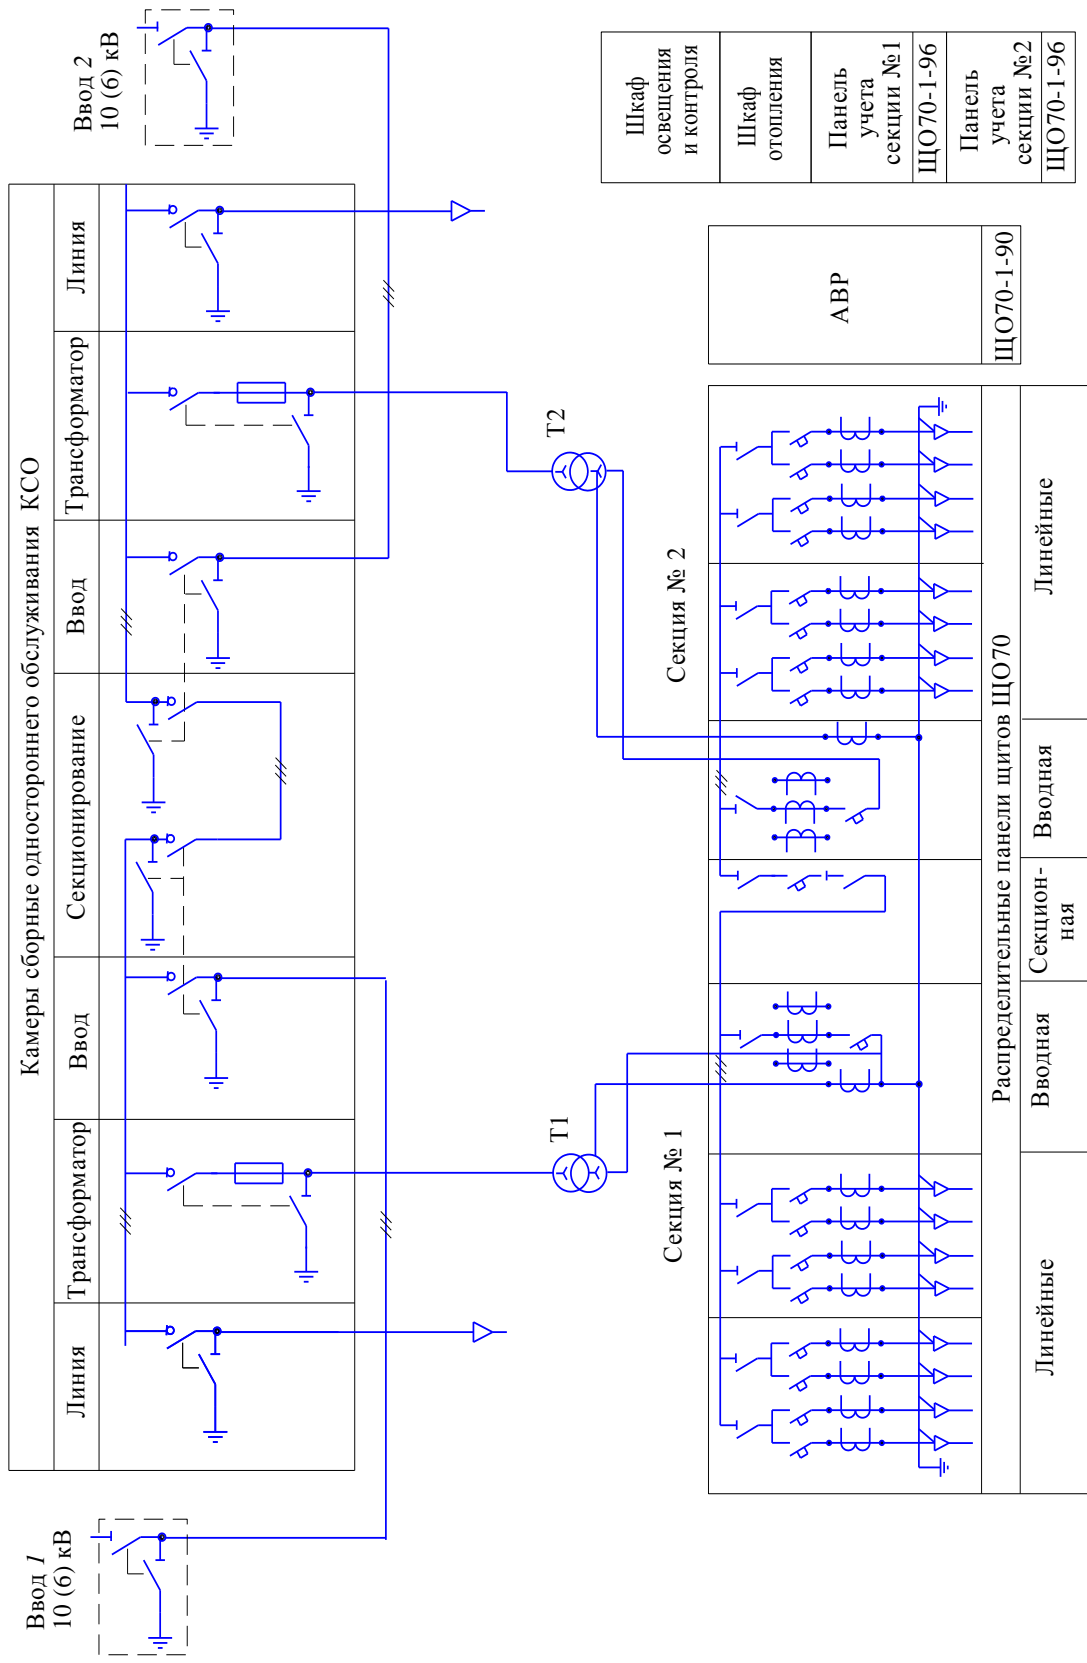 Ввод 1
10 (6) кВ
Ввод 2
10 (6) кВ
Камеры сборные одностороннего обслуживания КСО
Линия
Трансформатор
Ввод
Секционирование
Ввод
Трансформатор
Линия
Т1
Т2
Секция № 1
Секция № 2
Распределительные панели щитов ЩО70
Линейные
Вводная
Секцион-
ная
Вводная
Линейные
АВР
ЩО70-1-90
Шкаф
освещения
и контроля
Шкаф
отопления
Панель
учета
секции №1
ЩО70-1-96
Панель
учета
секции №2
ЩО70-1-96